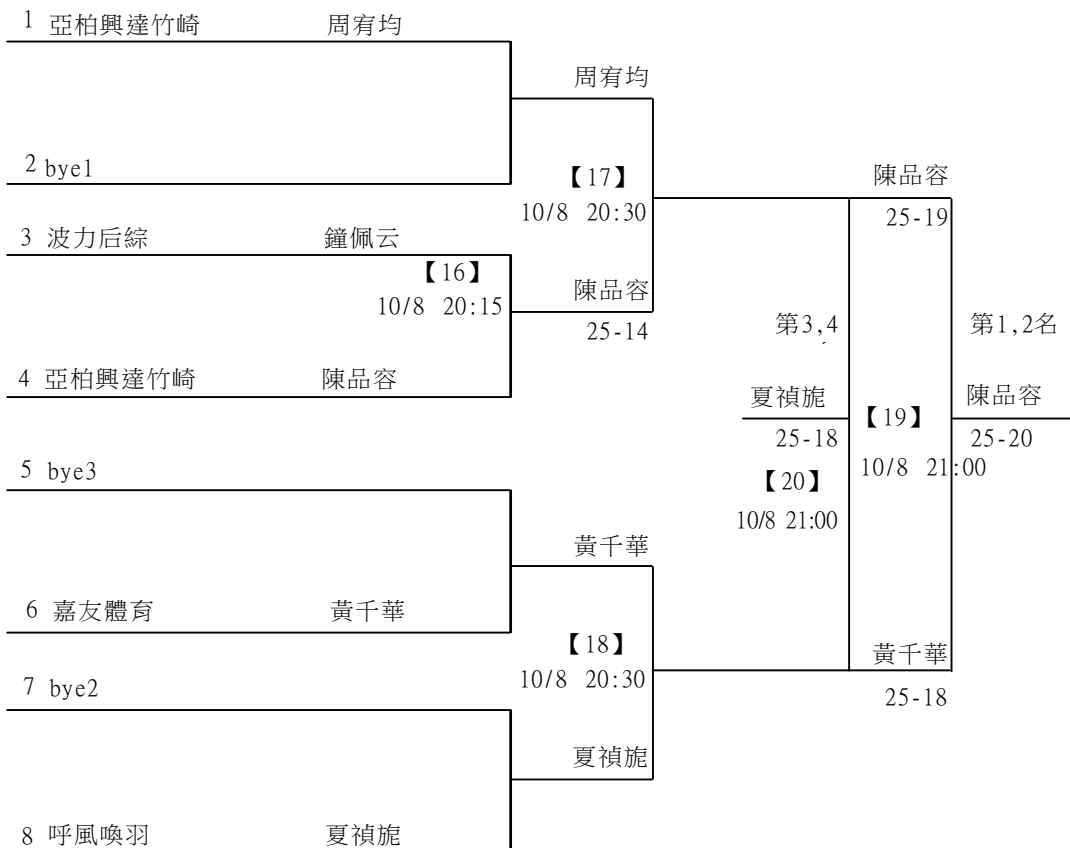 1 亞柏興達竹崎 周宥均
周宥均
2 bye1
【17】
10/8 20:30
陳品容
25-19
3 波力后綜 鐘佩云
【16】
10/8 20:15
陳品容
25-14
4 亞柏興達竹崎 陳品容
第3,4
第1,2名
夏禎旎
25-18
【20】
10/8 21:00
【19】
10/8 21:00
陳品容
25-20
5 bye3
黃千華
6 嘉友體育 黃千華
【18】
10/8 20:30
黃千華
25-18
7 bye2
夏禎旎
8 呼風喚羽 夏禎旎